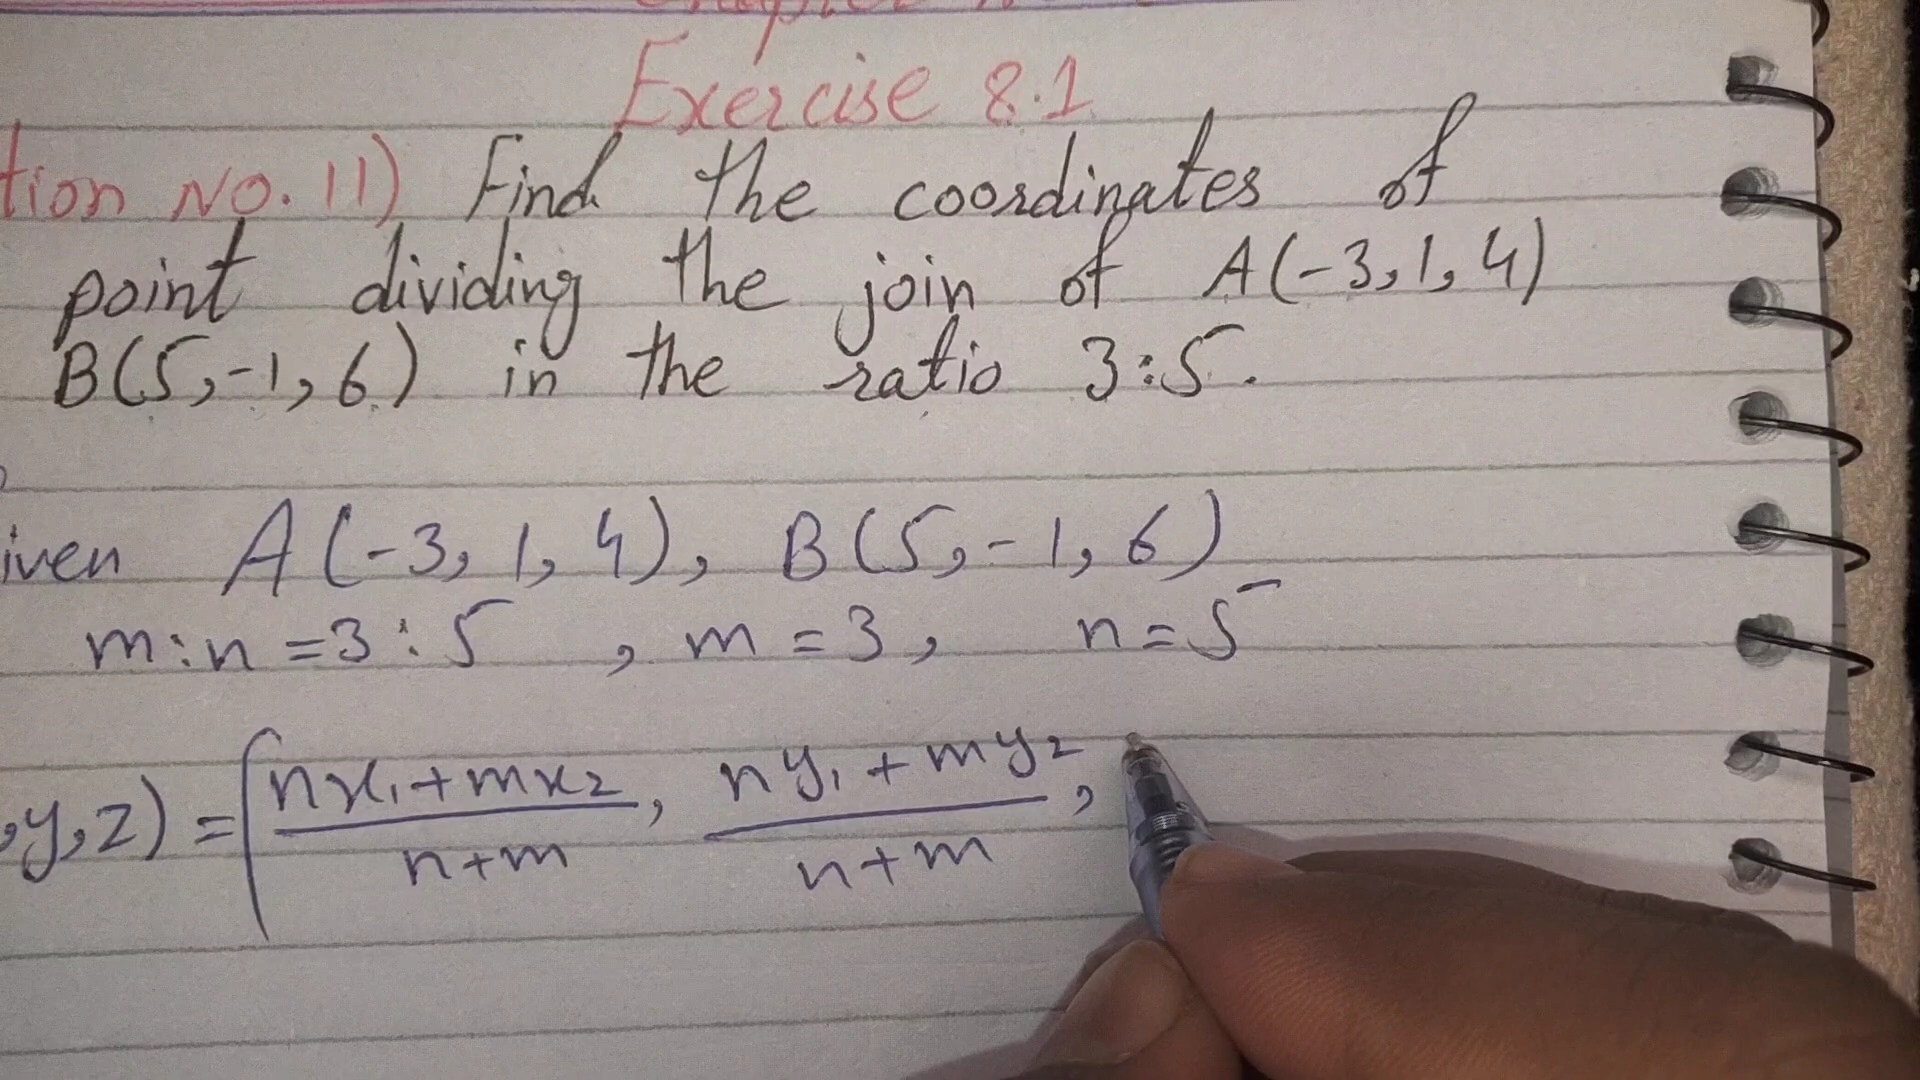 Exercise 8.1
tion No. 11) Find the coordinates of
point dividing the join of A(-3,1,4)
B(5,-1,6) in the ratio 3:5.
iven A(-3,1,4), B(5,-1,6)
m:n=3:5, m=3, n=5
,y,z) = (nx₁+mx₂/n+m, ny₁+my₂/n+m,